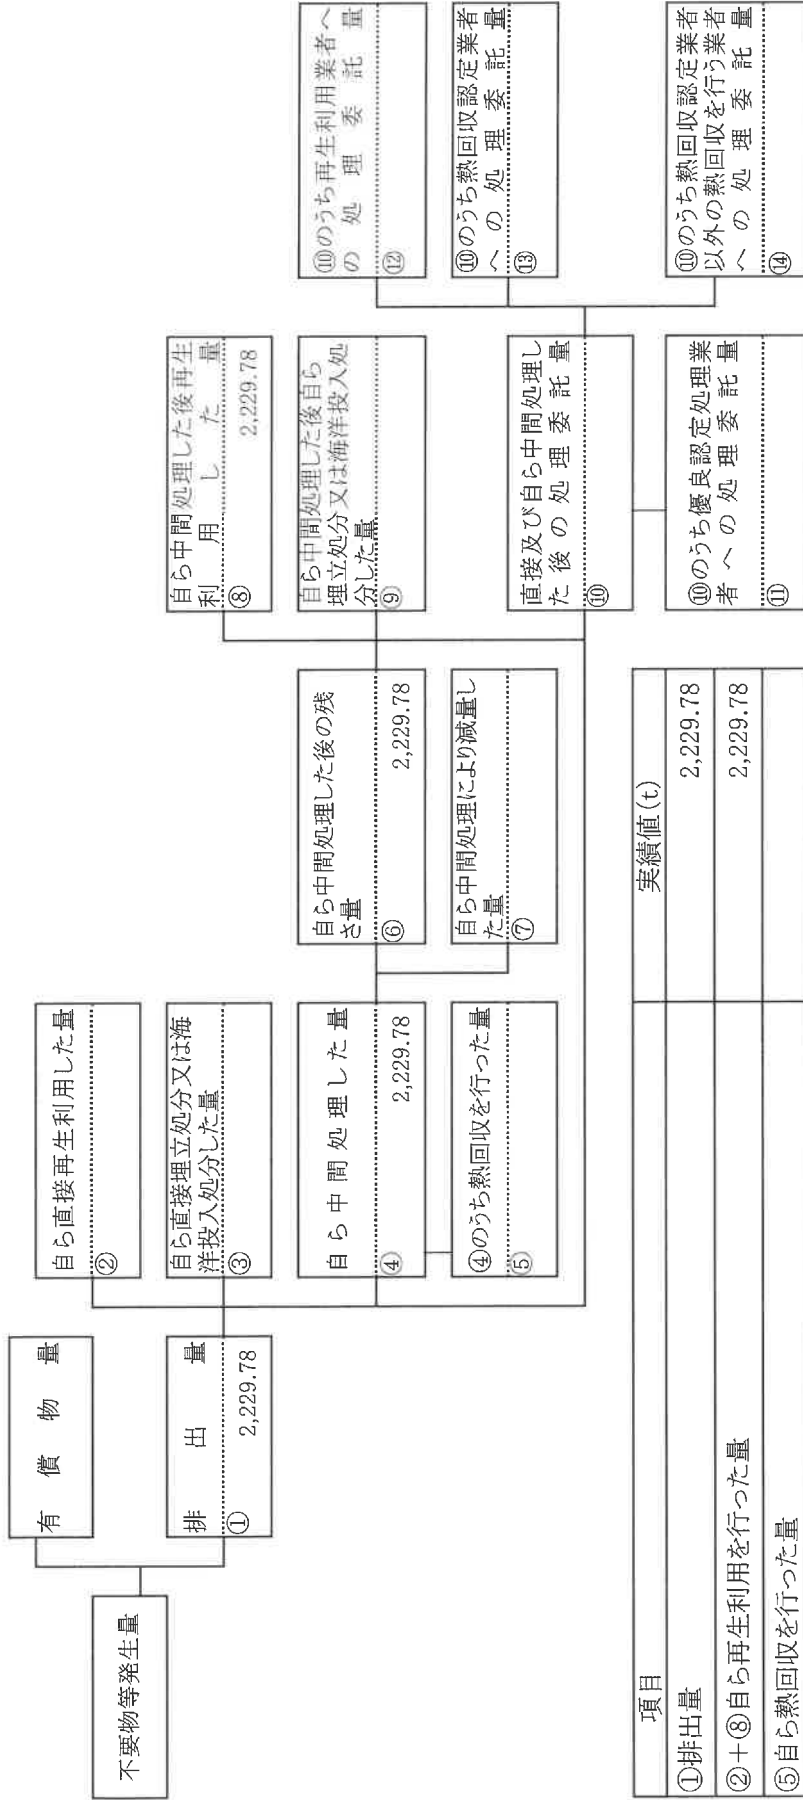 不要物等発生量
有償物量
排出量
① 2,229.78
自ら直接再生利用した量
②
自ら直接埋立処分又は海
洋投入処分した量
③
自ら中間処理した量
④ 2,229.78
④のうち熱回収を行った量
⑤
自ら中間処理した後の残
さ量
⑥ 2,229.78
自ら中間処理により減量し
た量
⑦
自ら中間処理した後再生
利用した量
⑧ 2,229.78
自ら中間処理した後自ら
埋立処分又は海洋投入処
分した量
⑨
直接及び自ら中間処理し
た後の処理委託量
⑩
⑩のうち優良認定処理業
者への処理委託量
⑪
⑩のうち再生利用業者へ
の処理委託量
⑫
⑩のうち熱回収認定業者
への処理委託量
⑬
⑩のうち熱回収認定業者
以外の熱回収を行う業者
への処理委託量
⑭
項目 実績値(t)
①排出量 2,229.78
②+⑧自ら再生利用を行った量 2,229.78
⑤自ら熱回収を行った量